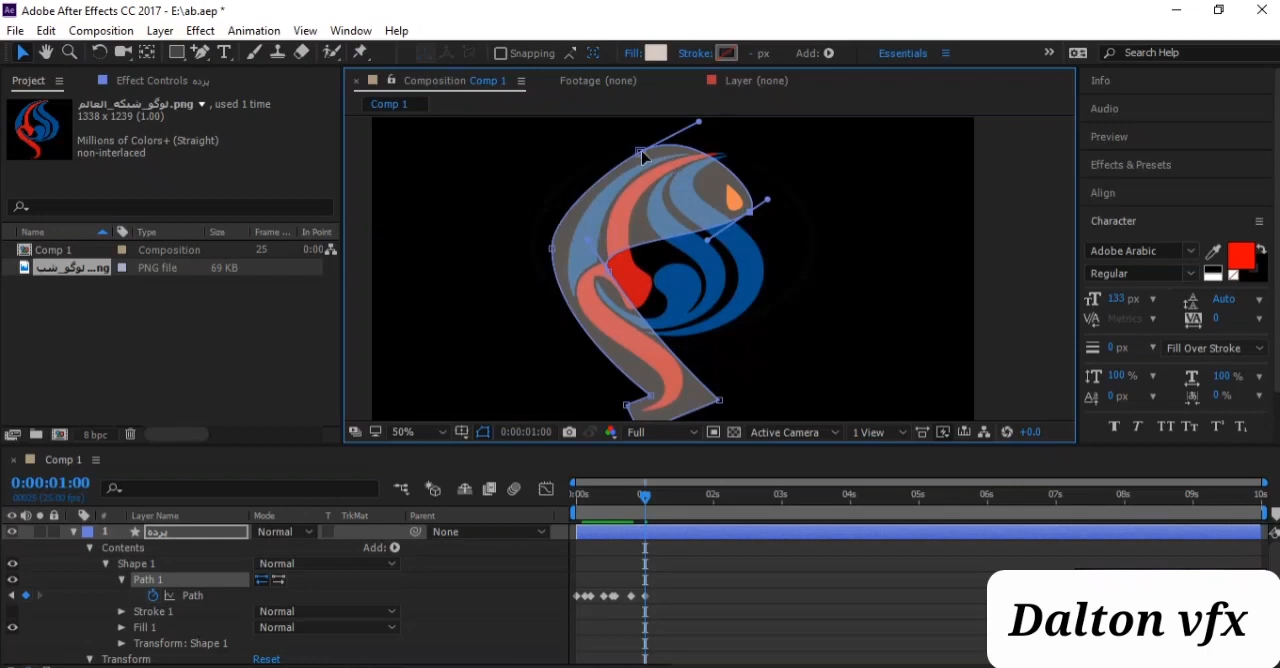 Adobe After Effects CC 2017 - E:\ab.aep *
File Edit Composition Layer Effect Animation View Window Help
Snapping Fill: Stroke: - px Add: Essentials Search Help
Project Effect Controls پرده
Composition Comp 1 Footage (none) Layer (none)
Comp 1
لوگو_شبكه_العالم.png , used 1 time
1338 x 1239 (1.00)
Millions of Colors+ (Straight)
non-interlaced
Name Type Size Frame ... In Point
Comp 1 Composition 25 0:00
لوگو_شب...ng PNG file 69 KB
8 bpc
50% 0:00:01:00 Full Active Camera 1 View +0.0
Info
Audio
Preview
Effects & Presets
Align
Character
Adobe Arabic
Regular
133 px Auto
Metrics 0
0 px Fill Over Stroke
100 % 100 %
0 px 0 %
T T TT Tt T¹ T₁
Comp 1
0:00:01:00
00025 (25.00 fps)
:00s 02s 03s 04s 05s 06s 07s 08s 09s 10s
# Layer Name Mode T TrkMat Parent
1 پرده Normal None
Contents Add:
Shape 1 Normal
Path 1
Path
Stroke 1 Normal
Fill 1 Normal
Transform: Shape 1
Transform Reset
Dalton vfx